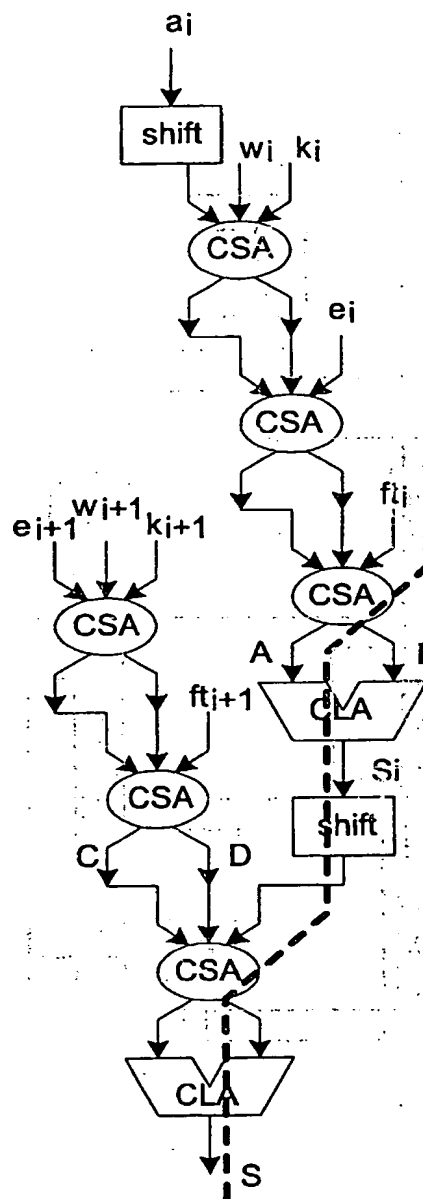 ai
shift
wi ki
CSA
ei
CSA
fti
CSA
ei+1 wi+1 ki+1
CSA
A
CLA
fti+1
Si
CSA
shift
C D
CSA
CLA
S